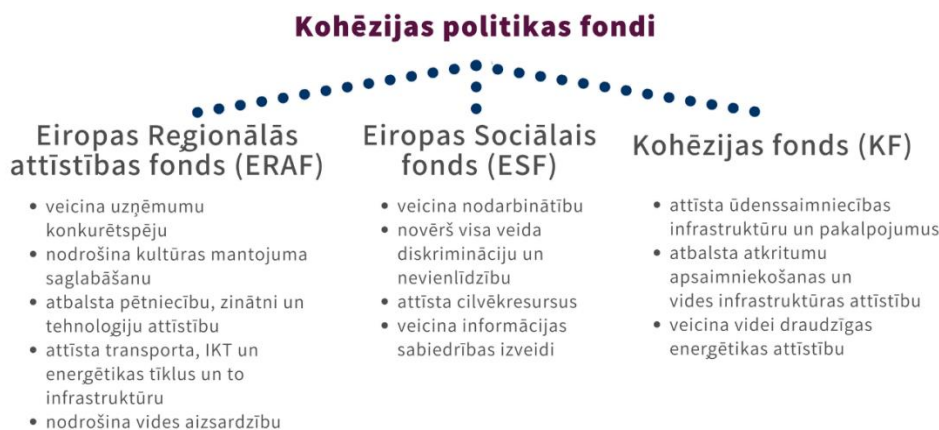 Kohēzijas politikas fondi
Eiropas Reģionālās
attīstības fonds (ERAF)
• veicina uzņēmumu
konkurētspēju
• nodrošina kultūras mantojuma
saglabāšanu
• atbalsta pētniecību, zinātni un
tehnoloģiju attīstību
• attīsta transporta, IKT un
enerģētikas tīklus un to
infrastruktūru
• nodrošina vides aizsardzību
Eiropas Sociālais
fonds (ESF)
• veicina nodarbinātību
• novērš visa veida
diskrimināciju un
nevienlīdzību
• attīsta cilvēkresursus
• veicina informācijas
sabiedrības izveidi
Kohēzijas fonds (KF)
• attīsta ūdenssaimniecības
infrastruktūru un pakalpojumus
• atbalsta atkritumu
apsaimniekošanas un
vides infrastruktūras attīstību
• veicina videi draudzīgas
enerģētikas attīstību